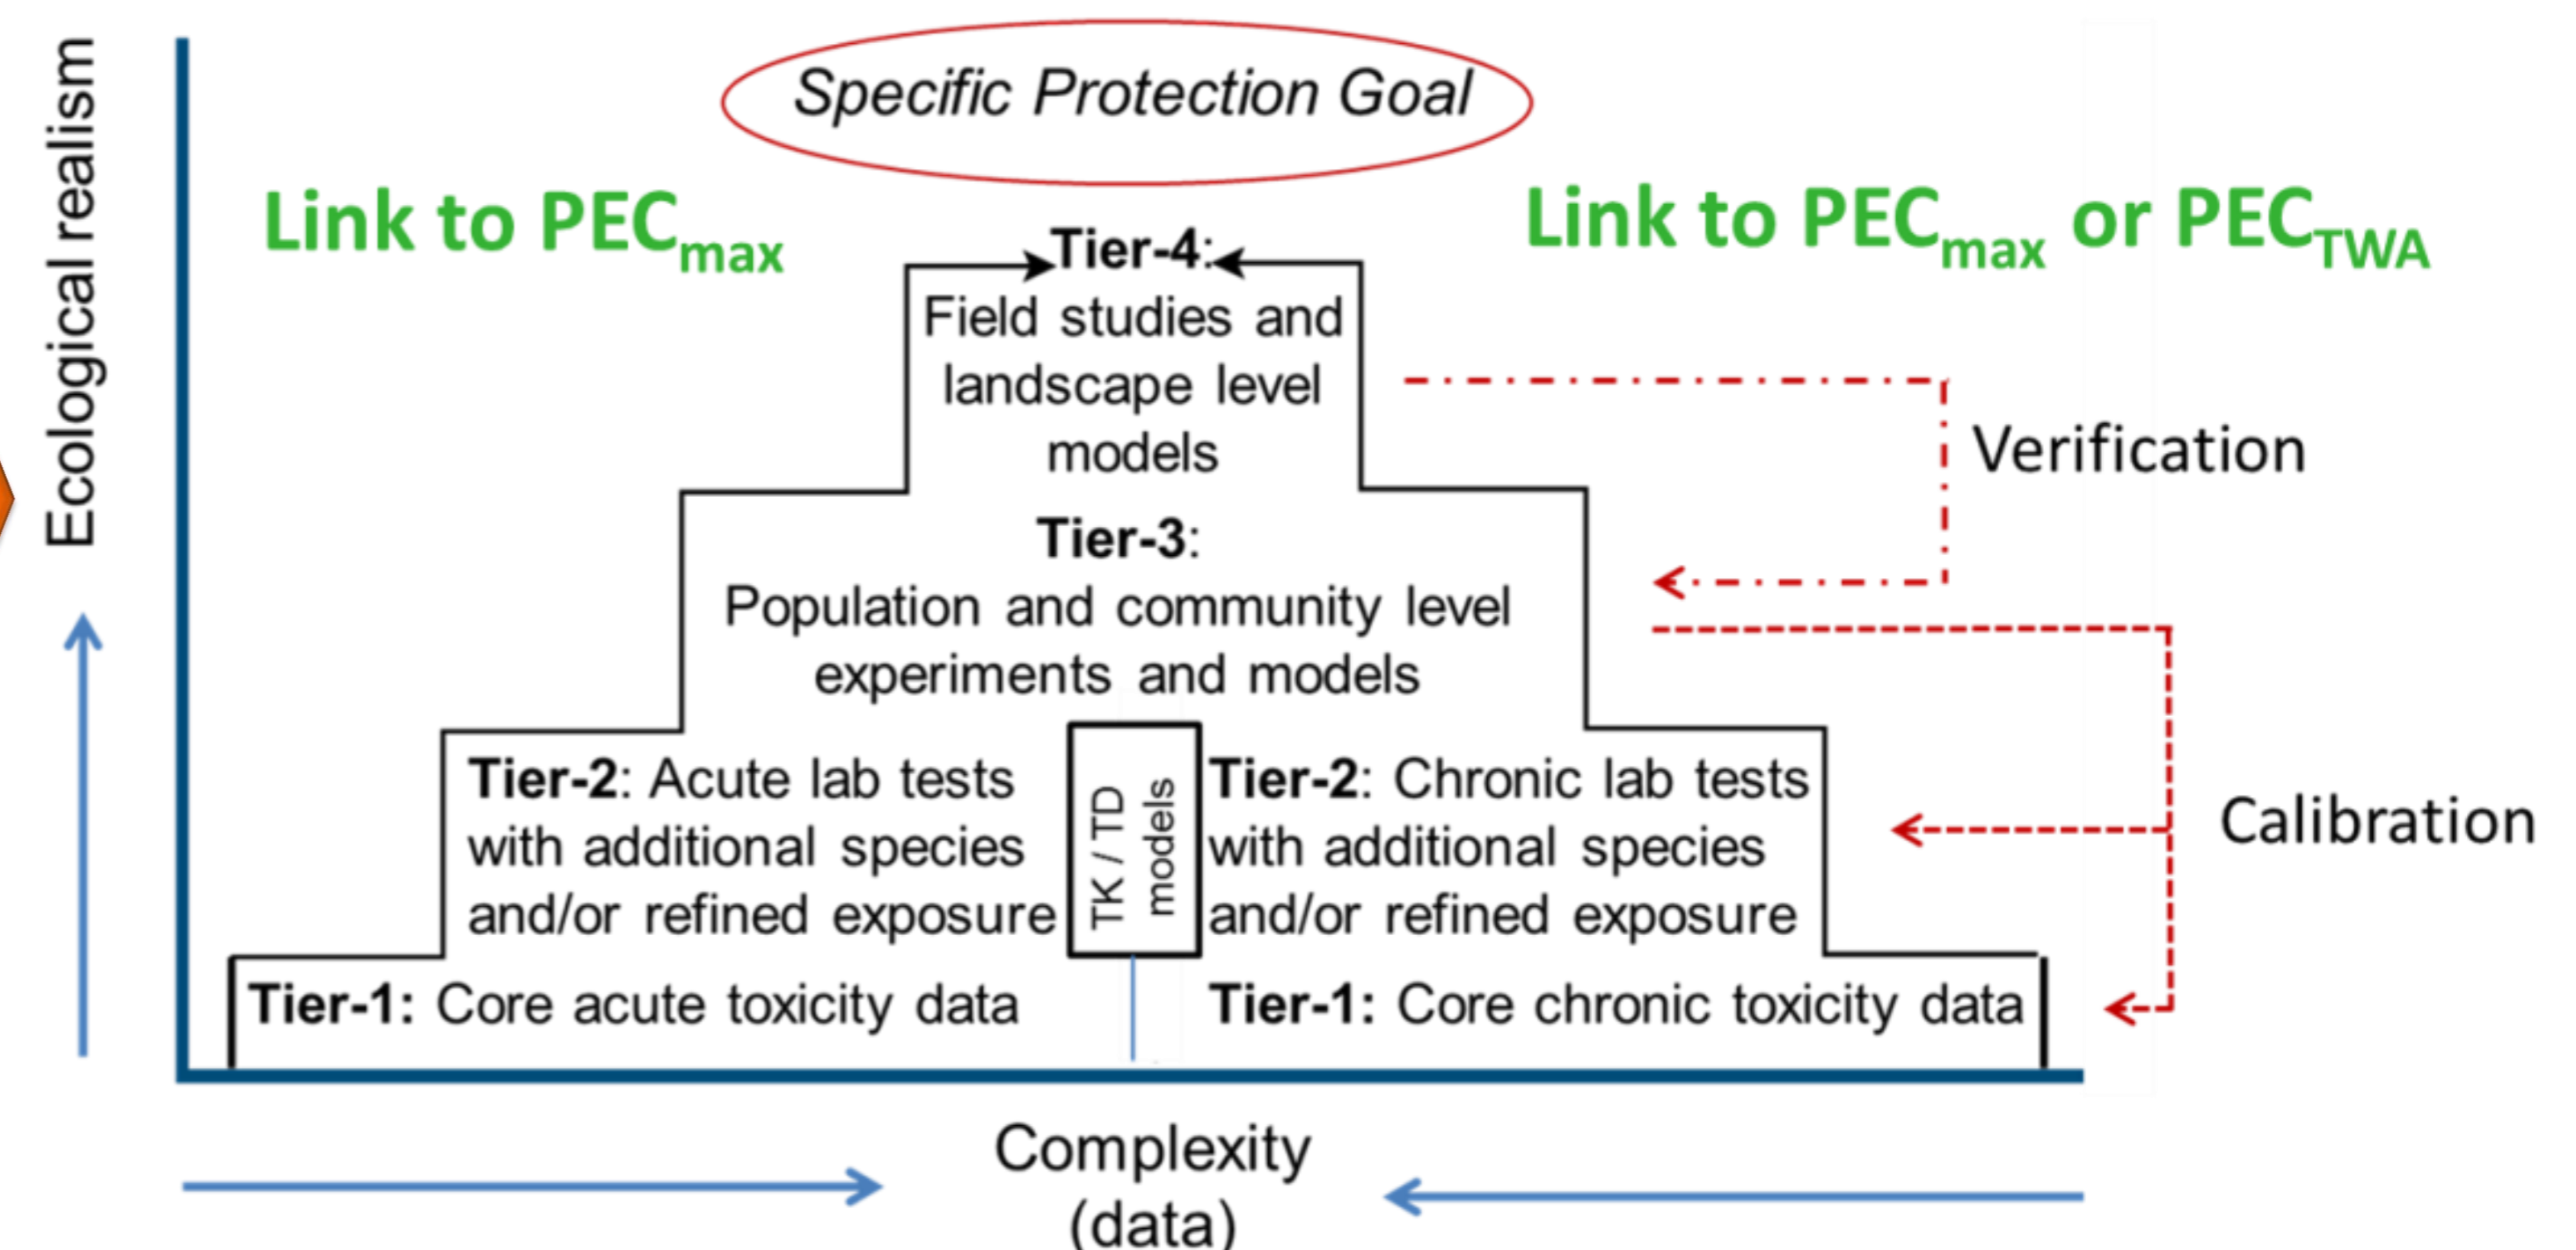 Ecological realism
Specific Protection Goal
Link to PECmax
Link to PECmax or PECTWA
Tier-4:
Field studies and
landscape level
models
Verification
Tier-3:
Population and community level
experiments and models
Tier-2: Acute lab tests
with additional species
and/or refined exposure
TK / TD
models
Tier-2: Chronic lab tests
with additional species
and/or refined exposure
Calibration
Tier-1: Core acute toxicity data
Tier-1: Core chronic toxicity data
Complexity
(data)